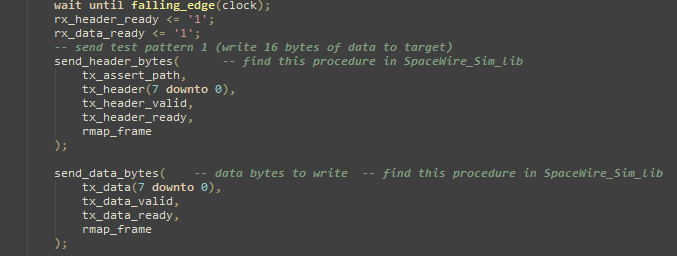 wait until falling_edge(clock);
rx_header_ready <= '1';
rx_data_ready <= '1';
-- send test pattern 1 (write 16 bytes of data to target)
send_header_bytes(      -- find this procedure in SpaceWire_Sim_lib
    tx_assert_path,
    tx_header(7 downto 0),
    tx_header_valid,
    tx_header_ready,
    rmap_frame
);
send_data_bytes(    -- data bytes to write  -- find this procedure in SpaceWire_Sim_lib
    tx_data(7 downto 0),
    tx_data_valid,
    tx_data_ready,
    rmap_frame
);